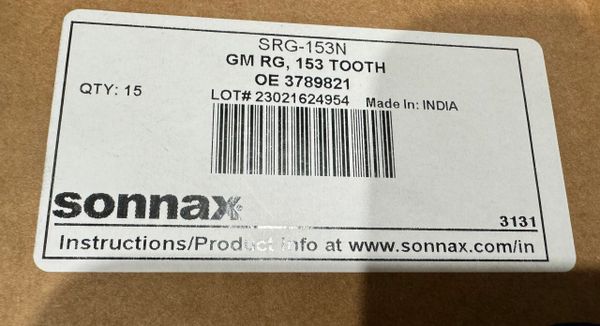 SRG-153N
GM RG, 153 TOOTH
OE 3789821
QTY: 15
LOT# 23021624954 Made In: INDIA
sonnax
3131
Instructions/Product Info at www.sonnax.com/in